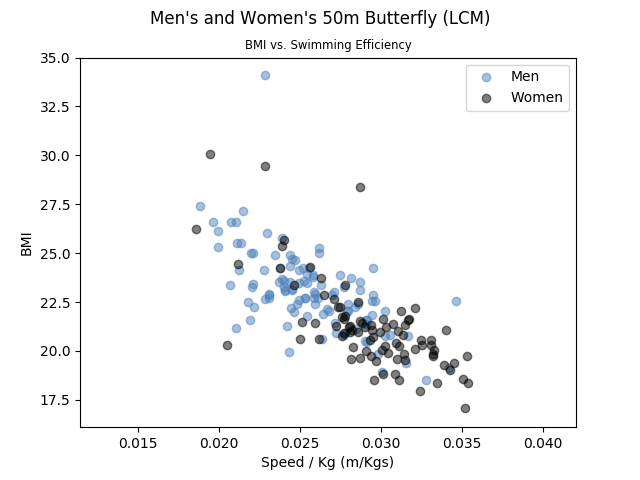 Men's and Women's 50m Butterfly (LCM)
BMI vs. Swimming Efficiency
35.0
32.5
30.0
27.5
25.0
22.5
20.0
17.5
BMI
Men
Women
0.015 0.020 0.025 0.030 0.035 0.040
Speed / Kg (m/Kgs)